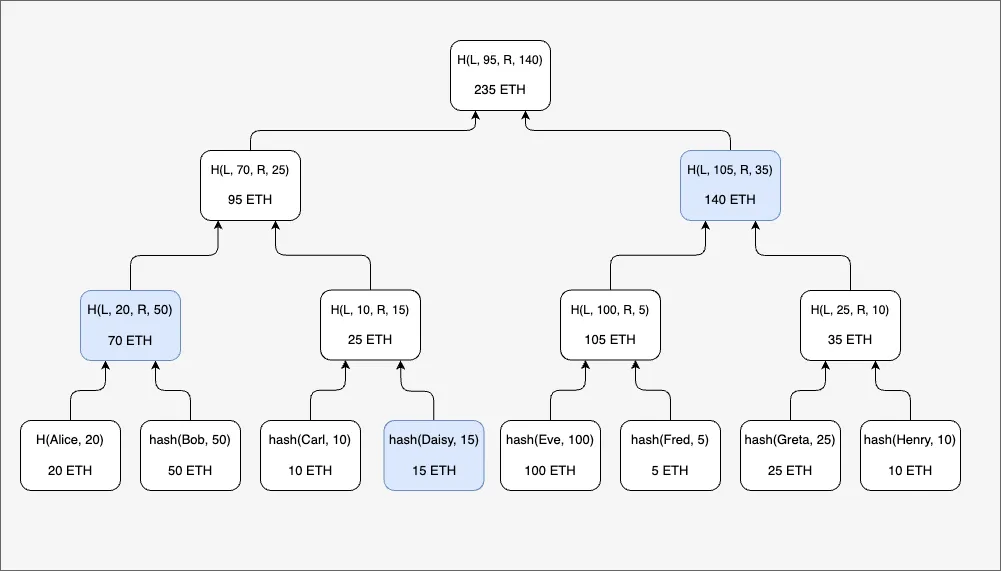 H(L, 95, R, 140)
235 ETH
H(L, 70, R, 25)
95 ETH
H(L, 105, R, 35)
140 ETH
H(L, 20, R, 50)
70 ETH
H(L, 10, R, 15)
25 ETH
H(L, 100, R, 5)
105 ETH
H(L, 25, R, 10)
35 ETH
H(Alice, 20)
20 ETH
hash(Bob, 50)
50 ETH
hash(Carl, 10)
10 ETH
hash(Daisy, 15)
15 ETH
hash(Eve, 100)
100 ETH
hash(Fred, 5)
5 ETH
hash(Greta, 25)
25 ETH
hash(Henry, 10)
10 ETH